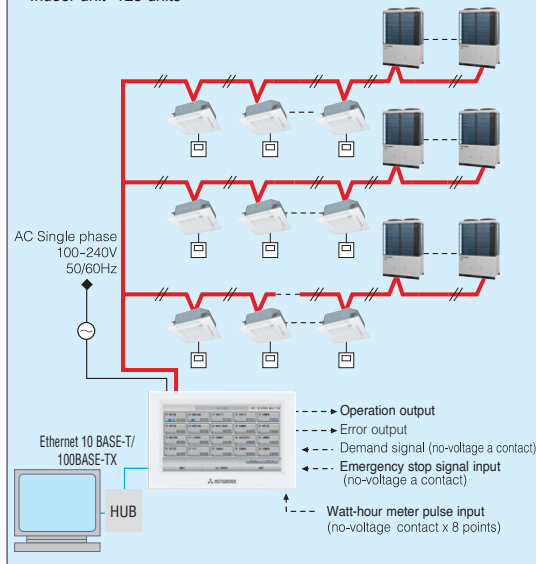 Indoor unit
AC Single phase
100-240V
50/60Hz
Operation output
Error output
Demand signal (no-voltage a contact)
Emergency stop signal input
(no-voltage a contact)
Ethernet 10 BASE-T/
100BASE-TX
HUB
Watt-hour meter pulse input
(no-voltage contact x 8 points)